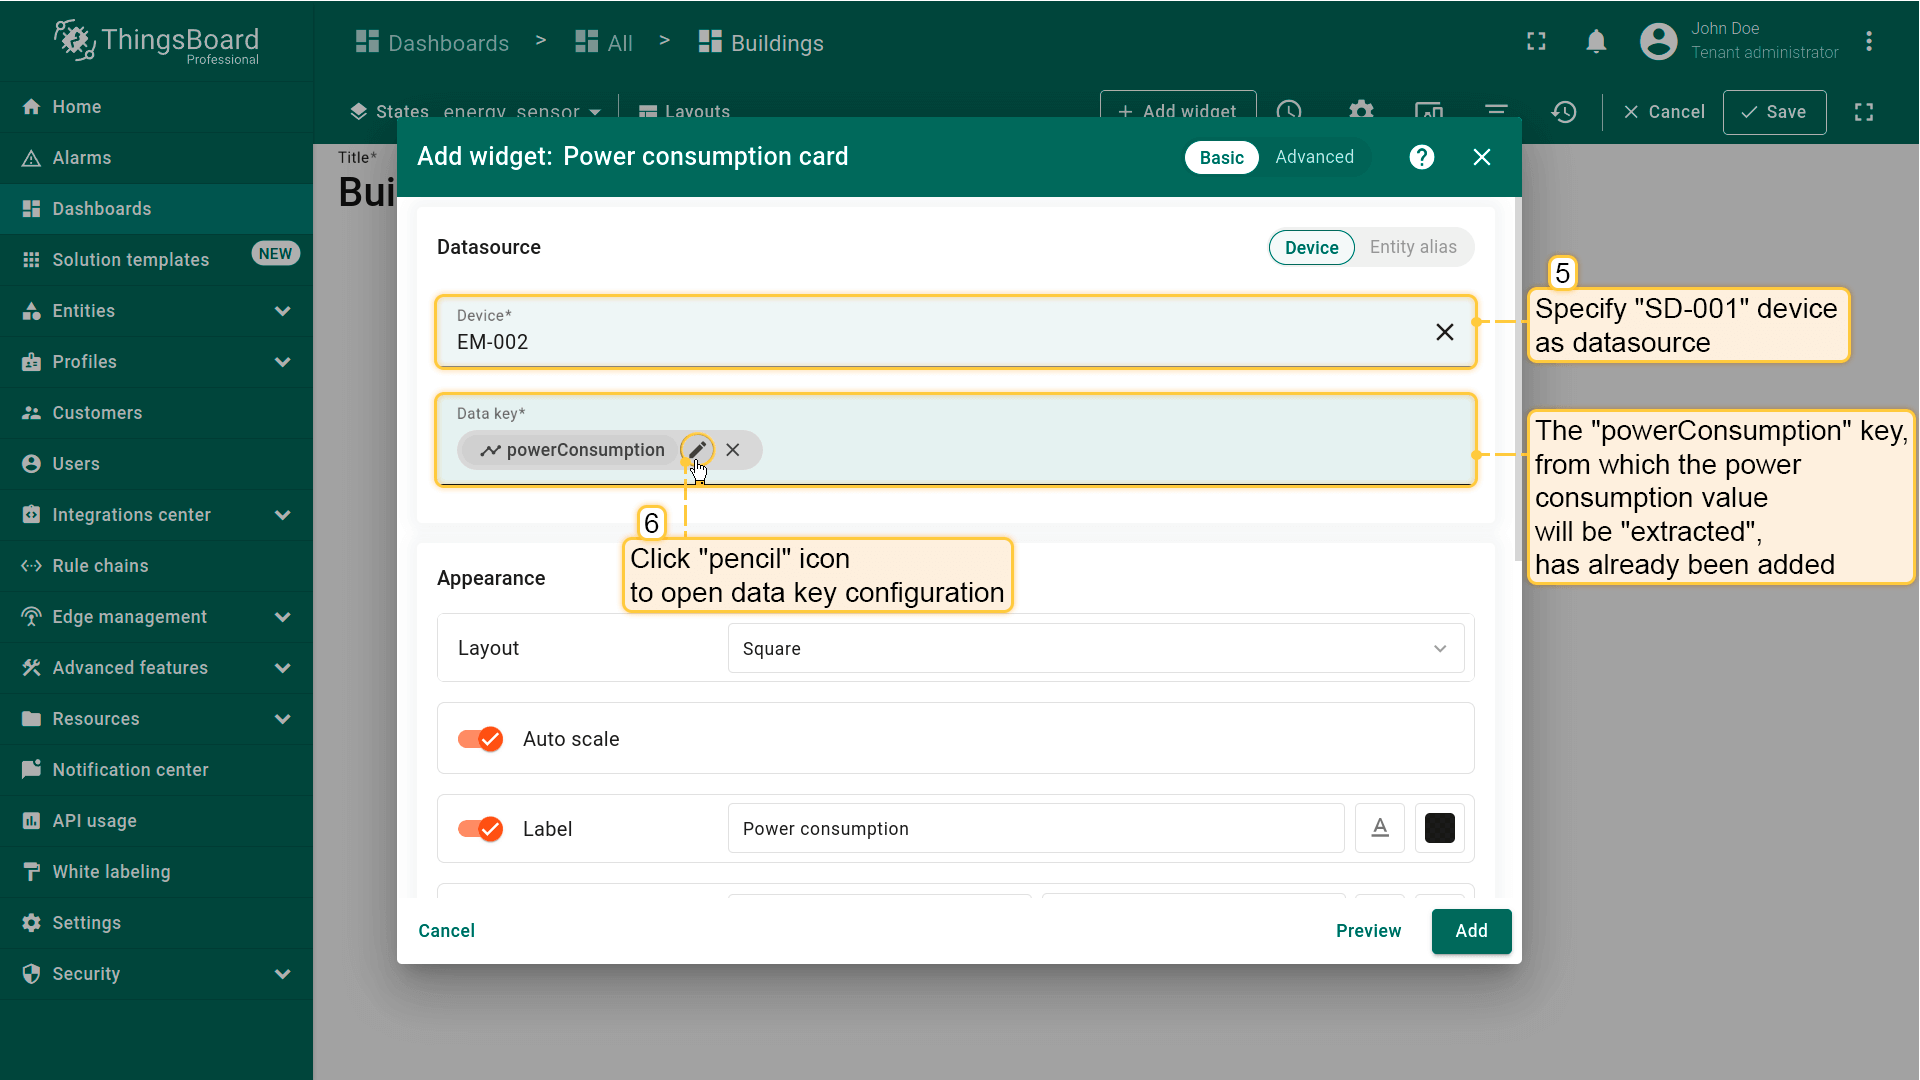 ThingsBoard
Professional
Dashboards > All > Buildings
John Doe
Tenant administrator
States energy_sensor Layouts
+ Add widget
Cancel
Save
Home
Alarms
Dashboards
Solution templates NEW
Entities
Profiles
Customers
Users
Integrations center
Rule chains
Edge management
Advanced features
Resources
Notification center
API usage
White labeling
Settings
Security
Title*
Bui
Add widget: Power consumption card
Basic Advanced
Datasource
Device Entity alias
Device*
EM-002
5
Specify "SD-001" device
as datasource
Data key*
powerConsumption
The "powerConsumption" key,
from which the power
consumption value
will be "extracted",
has already been added
6
Click "pencil" icon
to open data key configuration
Appearance
Layout Square
Auto scale
Label Power consumption A
Cancel Preview Add